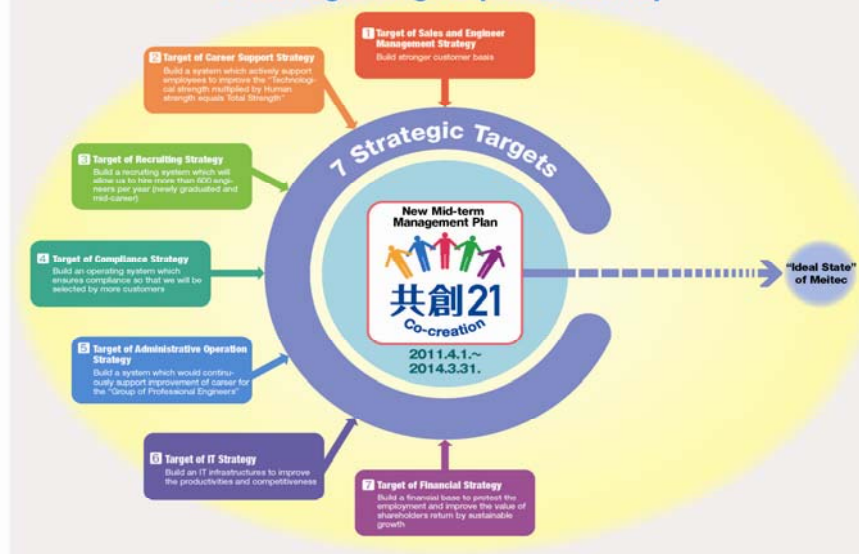 1 Target of Sales and Engineer
Management Strategy
Build stronger customer basis
2 Target of Career Support Strategy
Build a system which actively support
employees to improve the "Technologi-
cal strength multiplied by Human
strength equals Total Strength"
3 Target of Recruiting Strategy
Build a recruiting system which will
allow us to hire more than 600 engi-
neers per year (newly graduated and
mid-career)
4 Target of Compliance Strategy
Build an operating system which
ensures compliance so that we will be
selected by more customers
5 Target of Administrative Operation
Strategy
Build a system which would continu-
ously support improvement of career for
the "Group of Professional Engineers"
6 Target of IT Strategy
Build an IT infrastructures to improve
the productivities and competitiveness
7 Target of Financial Strategy
Build a financial base to protect the
employment and improve the value of
shareholders return by sustainable
growth
7 Strategic Targets
New Mid-term
Management Plan
共創21
Co-creation
2011.4.1.~
2014.3.31.
"Ideal State"
of Meitec